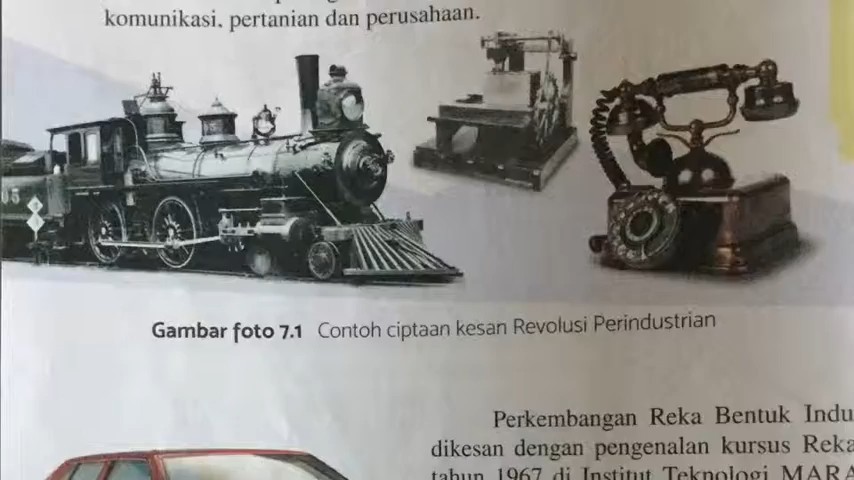 komunikasi, pertanian dan perusahaan.
05
Gambar foto 7.1 Contoh ciptaan kesan Revolusi Perindustrian
Perkembangan Reka Bentuk Indu
dikesan dengan pengenalan kursus Reka
tahun 1967 di Institut Teknologi MARA